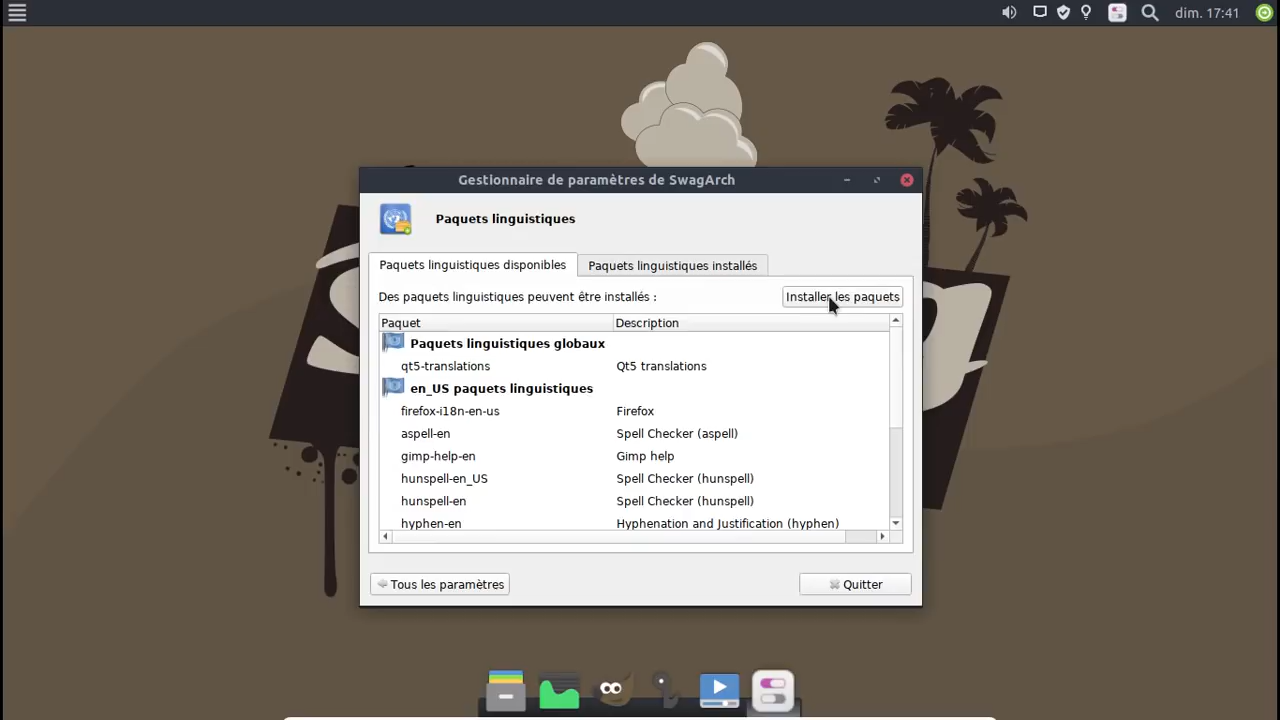 dim. 17:41
Gestionnaire de paramètres de SwagArch
Paquets linguistiques
Paquets linguistiques disponibles
Paquets linguistiques installés
Des paquets linguistiques peuvent être installés :
Installer les paquets
Paquet Description
Paquets linguistiques globaux
qt5-translations Qt5 translations
en_US paquets linguistiques
firefox-i18n-en-us Firefox
aspell-en Spell Checker (aspell)
gimp-help-en Gimp help
hunspell-en_US Spell Checker (hunspell)
hunspell-en Spell Checker (hunspell)
hyphen-en Hyphenation and Justification (hyphen)
Tous les paramètres
Quitter